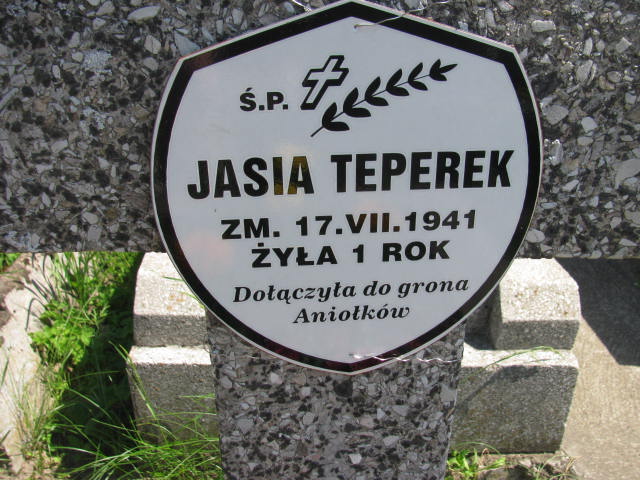 Ś.P.
JASIA TEPEREK
ZM. 17.VII.1941
ŻYŁA 1 ROK
Dołączyła do grona
Aniołków